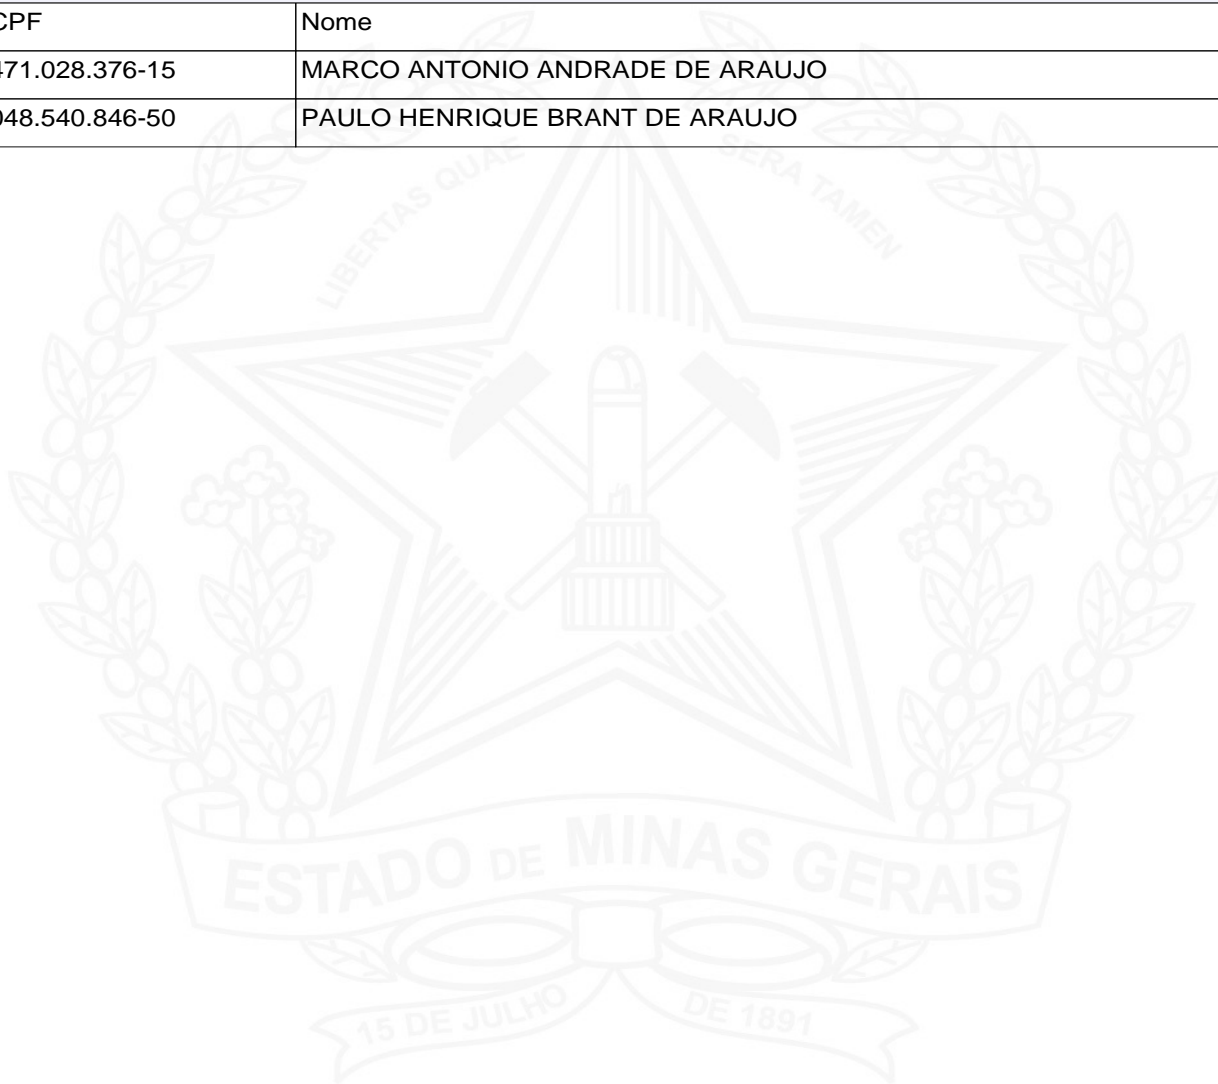 CPF Nome
471.028.376-15 MARCO ANTONIO ANDRADE DE ARAUJO
048.540.846-50 PAULO HENRIQUE BRANT DE ARAUJO
LIBERTAS QUAE SERA TAMEN
ESTADO DE MINAS GERAIS
15 DE JULHO DE 1891